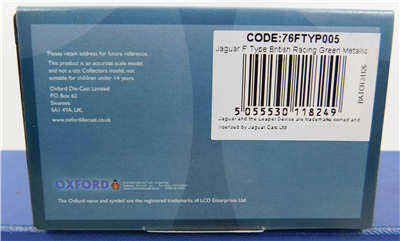 CODE:76FTYP005
Jaguar F Type British Racing Green Metallic
5 055530 118249
Jaguar and the Leaper Device are trademarks owned and
licensed by Jaguar Cars Ltd
BATCH 3126
Please retain address for future reference.
This product is an accurate scale model
and not a toy. Collectors model, not
suitable for children under 14 years.
Oxford Die-Cast Limited
P.O. Box 62
Swansea
SA1 4YA. UK.
www.oxforddiecast.co.uk
OXFORD
The Oxford name and symbol are the registered trademarks of LCD Enterprises Ltd